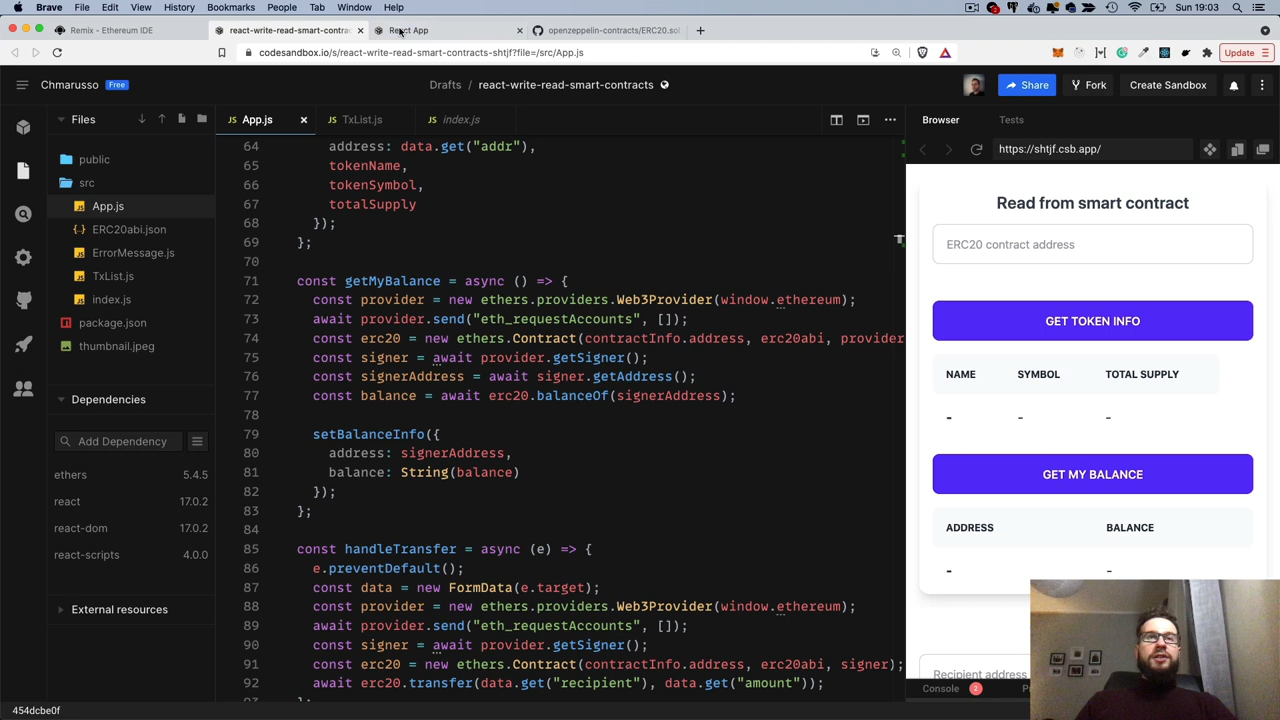 Brave File Edit View History Bookmarks People Tab Window Help Sun 19:03
Remix - Ethereum IDE react-write-read-smart-contrac × React App × openzeppelin-contracts/ERC20.sol +
codesandbox.io/s/react-write-read-smart-contracts-shtjf?file=/src/App.js Update
Chmarusso Free Drafts / react-write-read-smart-contracts Share Fork Create Sandbox
Files App.js × TxList.js index.js Browser Tests
https://shtjf.csb.app/
public
src
App.js
ERC20abi.json
ErrorMessage.js
TxList.js
index.js
package.json
thumbnail.jpeg
Dependencies
Add Dependency
ethers 5.4.5
react 17.0.2
react-dom 17.0.2
react-scripts 4.0.0
External resources
64 address: data.get("addr"),
65 tokenName,
66 tokenSymbol,
67 totalSupply
68 });
69 };
70
71 const getMyBalance = async () => {
72 const provider = new ethers.providers.Web3Provider(window.ethereum);
73 await provider.send("eth_requestAccounts", []);
74 const erc20 = new ethers.Contract(contractInfo.address, erc20abi, provider
75 const signer = await provider.getSigner();
76 const signerAddress = await signer.getAddress();
77 const balance = await erc20.balanceOf(signerAddress);
78
79 setBalanceInfo({
80 address: signerAddress,
81 balance: String(balance)
82 });
83 };
84
85 const handleTransfer = async (e) => {
86 e.preventDefault();
87 const data = new FormData(e.target);
88 const provider = new ethers.providers.Web3Provider(window.ethereum);
89 await provider.send("eth_requestAccounts", []);
90 const signer = await provider.getSigner();
91 const erc20 = new ethers.Contract(contractInfo.address, erc20abi, signer);
92 await erc20.transfer(data.get("recipient"), data.get("amount"));
Read from smart contract
ERC20 contract address
GET TOKEN INFO
NAME SYMBOL TOTAL SUPPLY
- - -
GET MY BALANCE
ADDRESS BALANCE
- -
Recipient address
Console 2
454dcbe0f